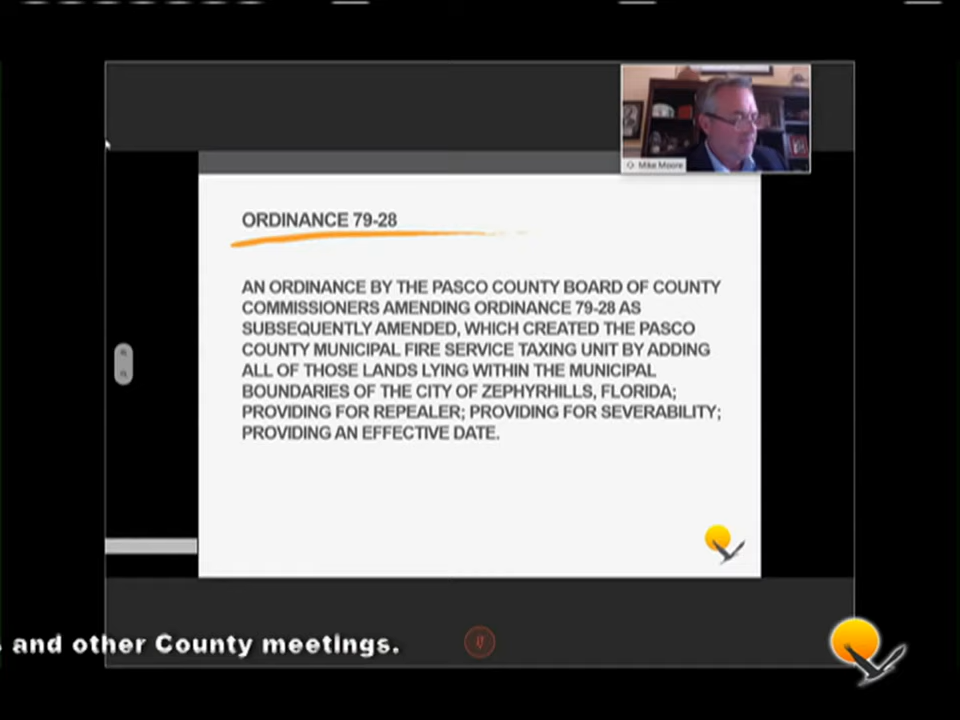 Mike Moore
ORDINANCE 79-28
AN ORDINANCE BY THE PASCO COUNTY BOARD OF COUNTY
COMMISSIONERS AMENDING ORDINANCE 79-28 AS
SUBSEQUENTLY AMENDED, WHICH CREATED THE PASCO
COUNTY MUNICIPAL FIRE SERVICE TAXING UNIT BY ADDING
ALL OF THOSE LANDS LYING WITHIN THE MUNICIPAL
BOUNDARIES OF THE CITY OF ZEPHYRHILLS, FLORIDA;
PROVIDING FOR REPEALER; PROVIDING FOR SEVERABILITY;
PROVIDING AN EFFECTIVE DATE.
and other County meetings.